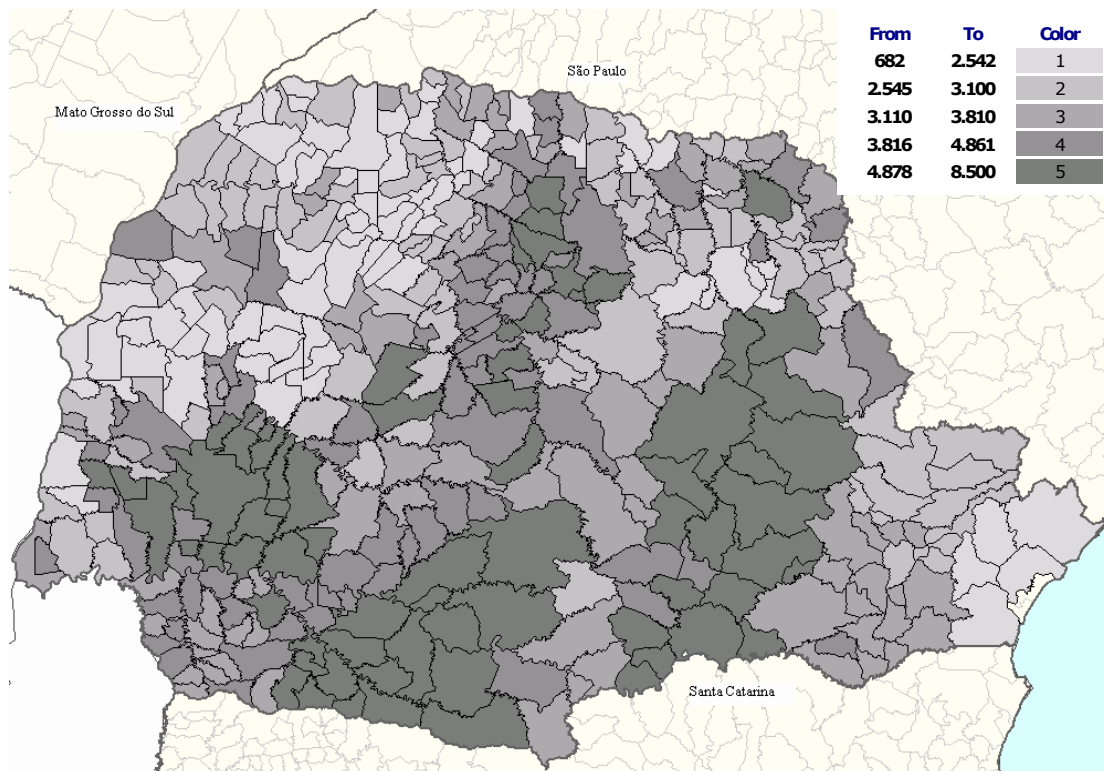 From To Color
682 2.542 1
2.545 3.100 2
3.110 3.810 3
3.816 4.861 4
4.878 8.500 5
São Paulo
Mato Grosso do Sul
Santa Catarina